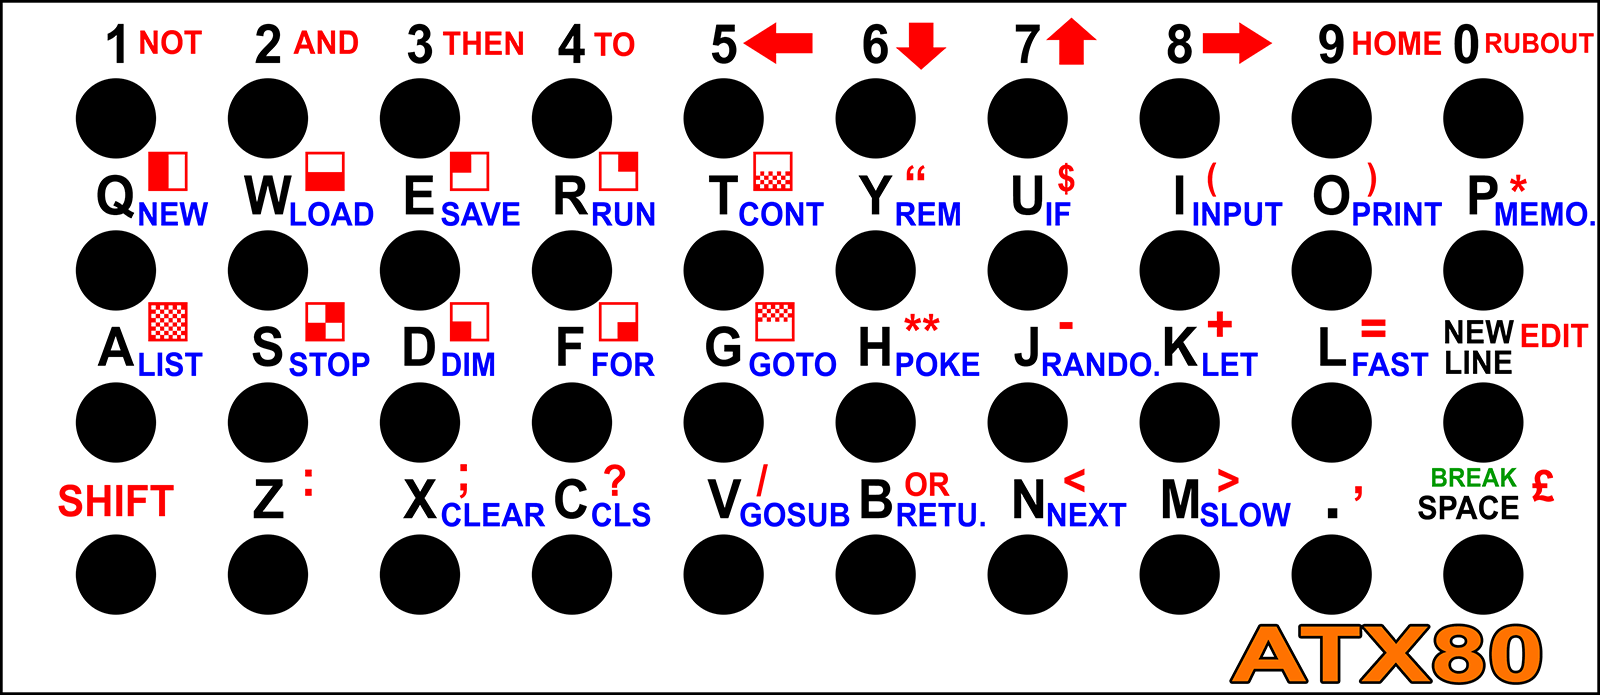 1 NOT 2 AND 3 THEN 4 TO 5 6 7 8 9 HOME 0 RUBOUT
Q NEW W LOAD E SAVE R RUN T CONT Y “ REM U $ IF I ( INPUT O ) PRINT P * MEMO.
A LIST S STOP D DIM F FOR G GOTO H ** POKE J - RANDO. K + LET L = FAST NEW LINE EDIT
SHIFT Z : X ; CLEAR C ? CLS V / GOSUB B OR RETU. N < NEXT M > SLOW . , BREAK SPACE £
ATX80